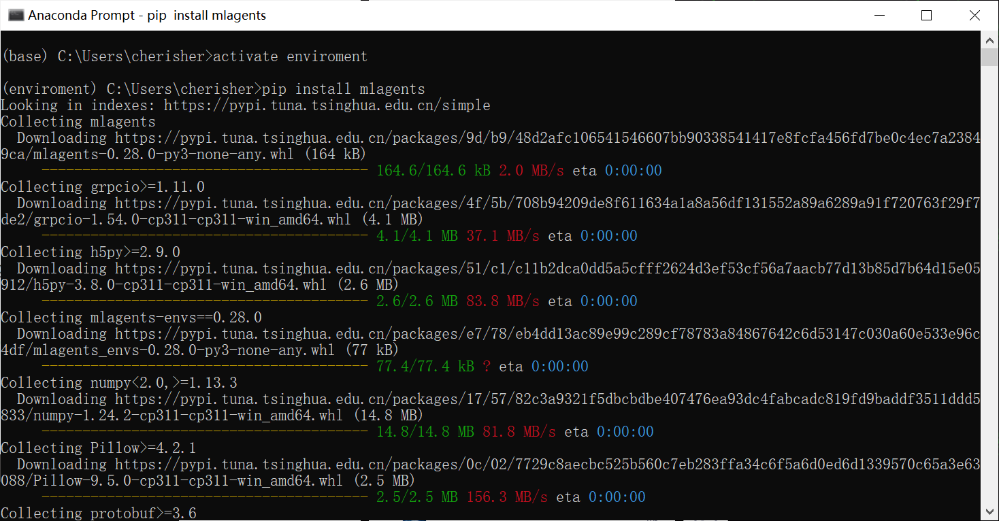 Anaconda Prompt - pip  install mlagents
(base) C:\Users\cherisher>activate enviroment
(enviroment) C:\Users\cherisher>pip install mlagents
Looking in indexes: https://pypi.tuna.tsinghua.edu.cn/simple
Collecting mlagents
  Downloading https://pypi.tuna.tsinghua.edu.cn/packages/9d/b9/48d2afc106541546607bb90338541417e8fcfa456fd7be0c4ec7a2384
9ca/mlagents-0.28.0-py3-none-any.whl (164 kB)
     ---------------------------------------- 164.6/164.6 kB 2.0 MB/s eta 0:00:00
Collecting grpcio>=1.11.0
  Downloading https://pypi.tuna.tsinghua.edu.cn/packages/4f/5b/708b94209de8f611634a1a8a56df131552a89a6289a91f720763f29f7
de2/grpcio-1.54.0-cp311-cp311-win_amd64.whl (4.1 MB)
     ---------------------------------------- 4.1/4.1 MB 37.1 MB/s eta 0:00:00
Collecting h5py>=2.9.0
  Downloading https://pypi.tuna.tsinghua.edu.cn/packages/51/c1/c11b2dca0dd5a5cfff2624d3ef53cf56a7aacb77d13b85d7b64d15e05
912/h5py-3.8.0-cp311-cp311-win_amd64.whl (2.6 MB)
     ---------------------------------------- 2.6/2.6 MB 83.8 MB/s eta 0:00:00
Collecting mlagents-envs==0.28.0
  Downloading https://pypi.tuna.tsinghua.edu.cn/packages/e7/78/eb4dd13ac89e99c289cf78783a84867642c6d53147c030a60e533e96c
4df/mlagents_envs-0.28.0-py3-none-any.whl (77 kB)
     ---------------------------------------- 77.4/77.4 kB ? eta 0:00:00
Collecting numpy<2.0,>=1.13.3
  Downloading https://pypi.tuna.tsinghua.edu.cn/packages/17/57/82c3a9321f5dbcbdbe407476ea93dc4fabcadc819fd9baddf3511ddd5
833/numpy-1.24.2-cp311-cp311-win_amd64.whl (14.8 MB)
     ---------------------------------------- 14.8/14.8 MB 81.8 MB/s eta 0:00:00
Collecting Pillow>=4.2.1
  Downloading https://pypi.tuna.tsinghua.edu.cn/packages/0c/02/7729c8aecbc525b560c7eb283ffa34c6f5a6d0ed6d1339570c65a3e63
088/Pillow-9.5.0-cp311-cp311-win_amd64.whl (2.5 MB)
     ---------------------------------------- 2.5/2.5 MB 156.3 MB/s eta 0:00:00
Collecting protobuf>=3.6